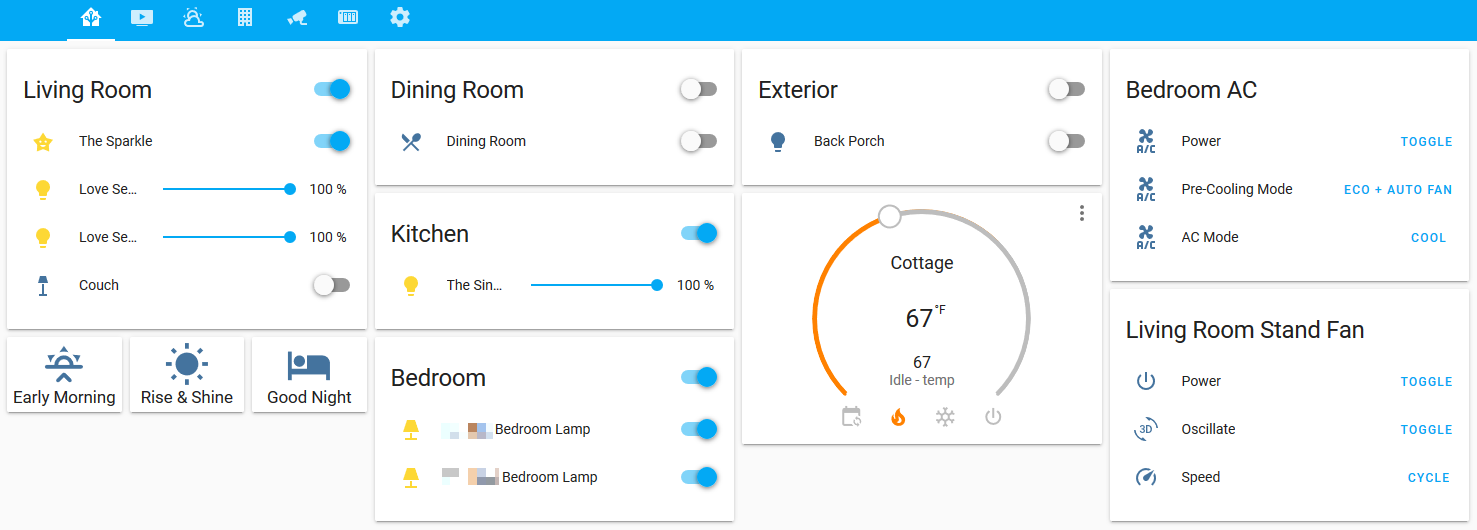 Living Room
The Sparkle
Love Se... 100 %
Love Se... 100 %
Couch
Early Morning
Rise & Shine
Good Night
Dining Room
Dining Room
Kitchen
The Sin... 100 %
Bedroom
Bedroom Lamp
Bedroom Lamp
Exterior
Back Porch
Cottage
67 °F
67
Idle - temp
Bedroom AC
A/C Power TOGGLE
A/C Pre-Cooling Mode ECO + AUTO FAN
A/C AC Mode COOL
Living Room Stand Fan
Power TOGGLE
3D Oscillate TOGGLE
Speed CYCLE